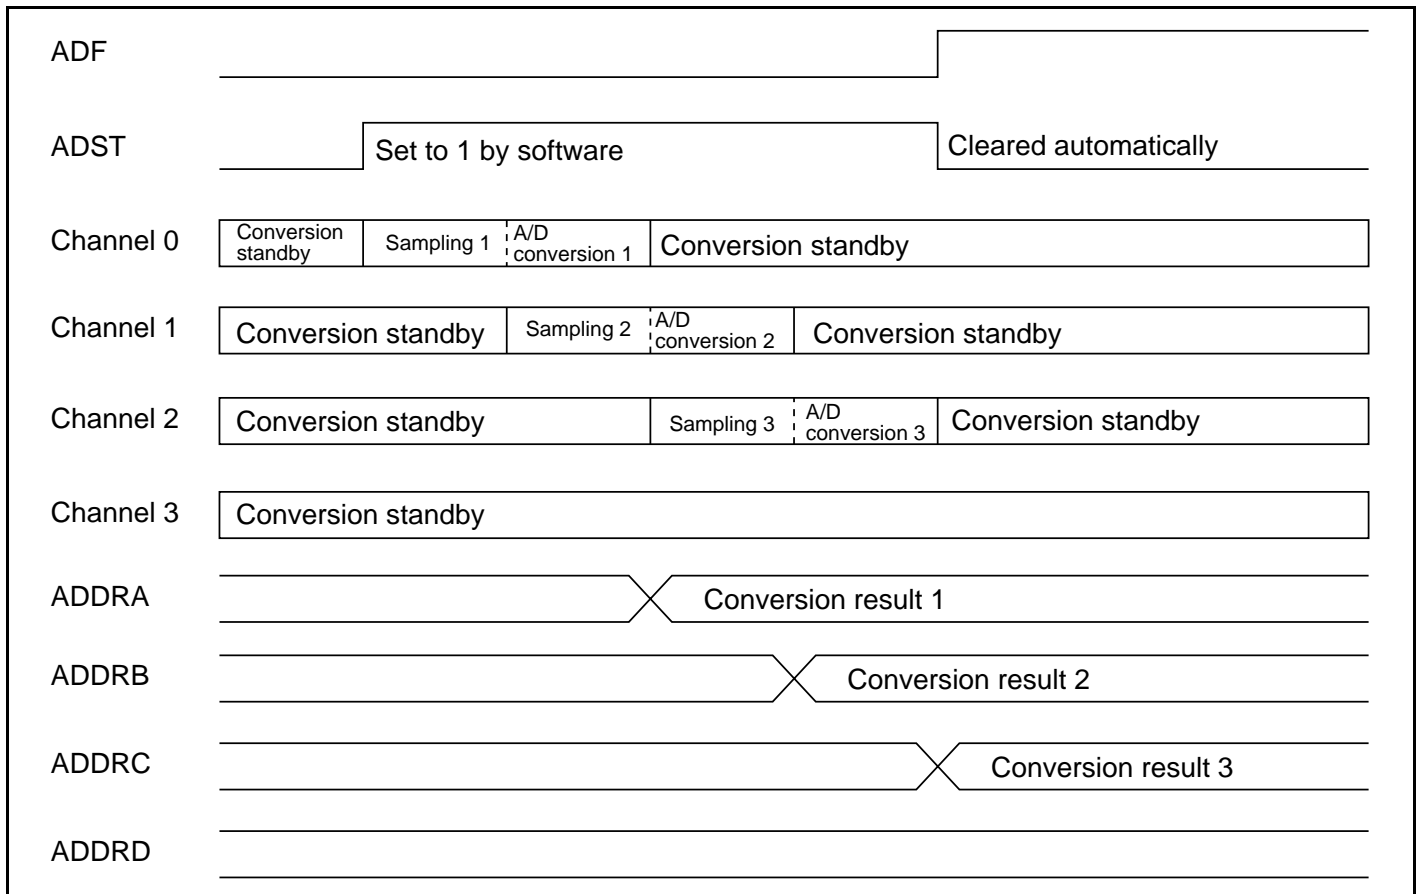 ADF
ADST
Set to 1 by software
Cleared automatically
Channel 0
Conversion
standby
Sampling 1
A/D
conversion 1
Conversion standby
Channel 1
Conversion standby
Sampling 2
A/D
conversion 2
Conversion standby
Channel 2
Conversion standby
Sampling 3
A/D
conversion 3
Conversion standby
Channel 3
Conversion standby
ADDRA
Conversion result 1
ADDRB
Conversion result 2
ADDRC
Conversion result 3
ADDRD